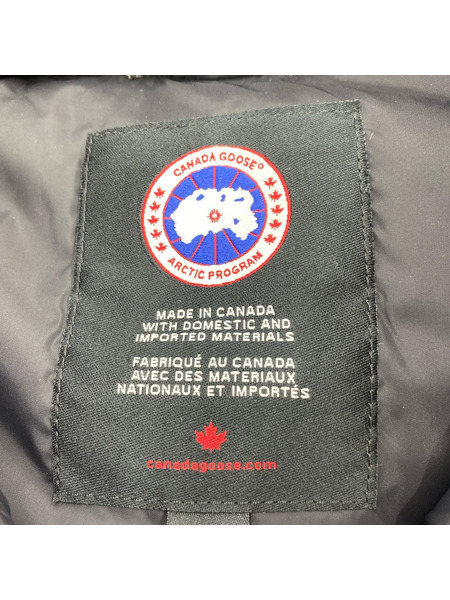 CANADA GOOSE®
ARCTIC PROGRAM
MADE IN CANADA
WITH DOMESTIC AND
IMPORTED MATERIALS
FABRIQUÉ AU CANADA
AVEC DES MATERIAUX
NATIONAUX ET IMPORTÉS
canadagoose.com